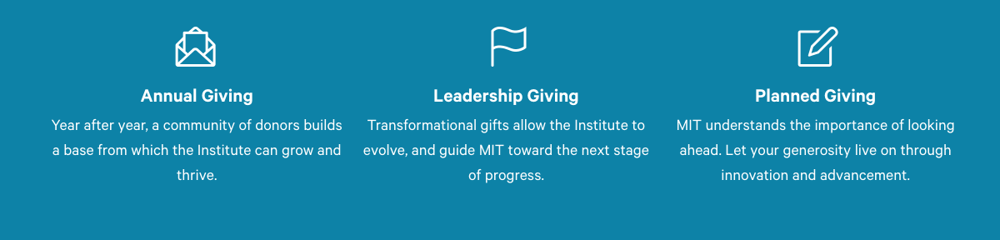 Annual Giving
Year after year, a community of donors builds
a base from which the Institute can grow and
thrive.
Leadership Giving
Transformational gifts allow the Institute to
evolve, and guide MIT toward the next stage
of progress.
Planned Giving
MIT understands the importance of looking
ahead. Let your generosity live on through
innovation and advancement.